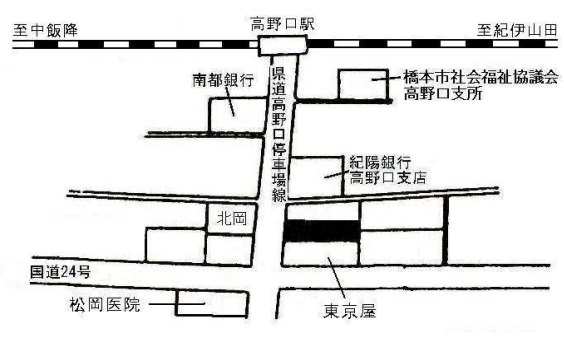 高野口駅
至中飯降
至紀伊山田
南都銀行
県道高野口停車場線
橋本市社会福祉協議会
高野口支所
紀陽銀行
高野口支店
北岡
国道24号
松岡医院
東京屋